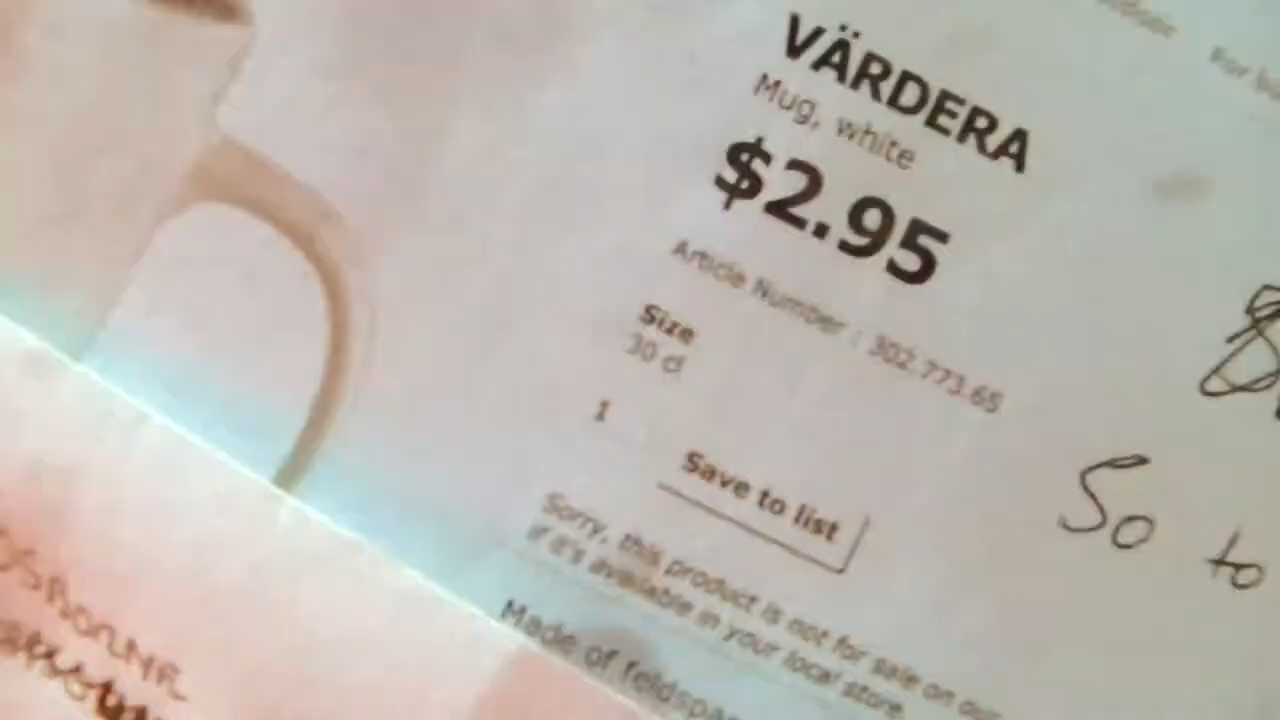 VÄRDERA
Mug, white
$2.95
Article Number : 302.773.65
Size
30 cl
1
Save to list
Sorry, this product is not for sale on our
if it's available in your local store.
Made of feldspa
So to